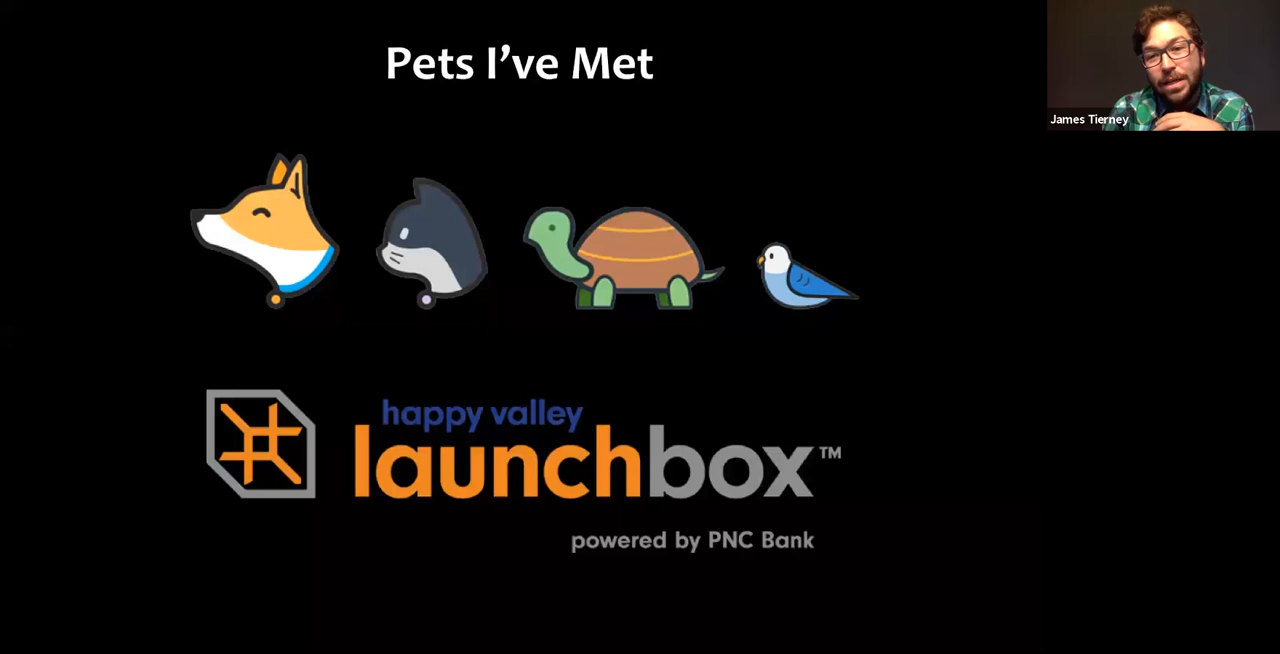 Pets I’ve Met
James Tierney
happy valley
launchbox™
powered by PNC Bank